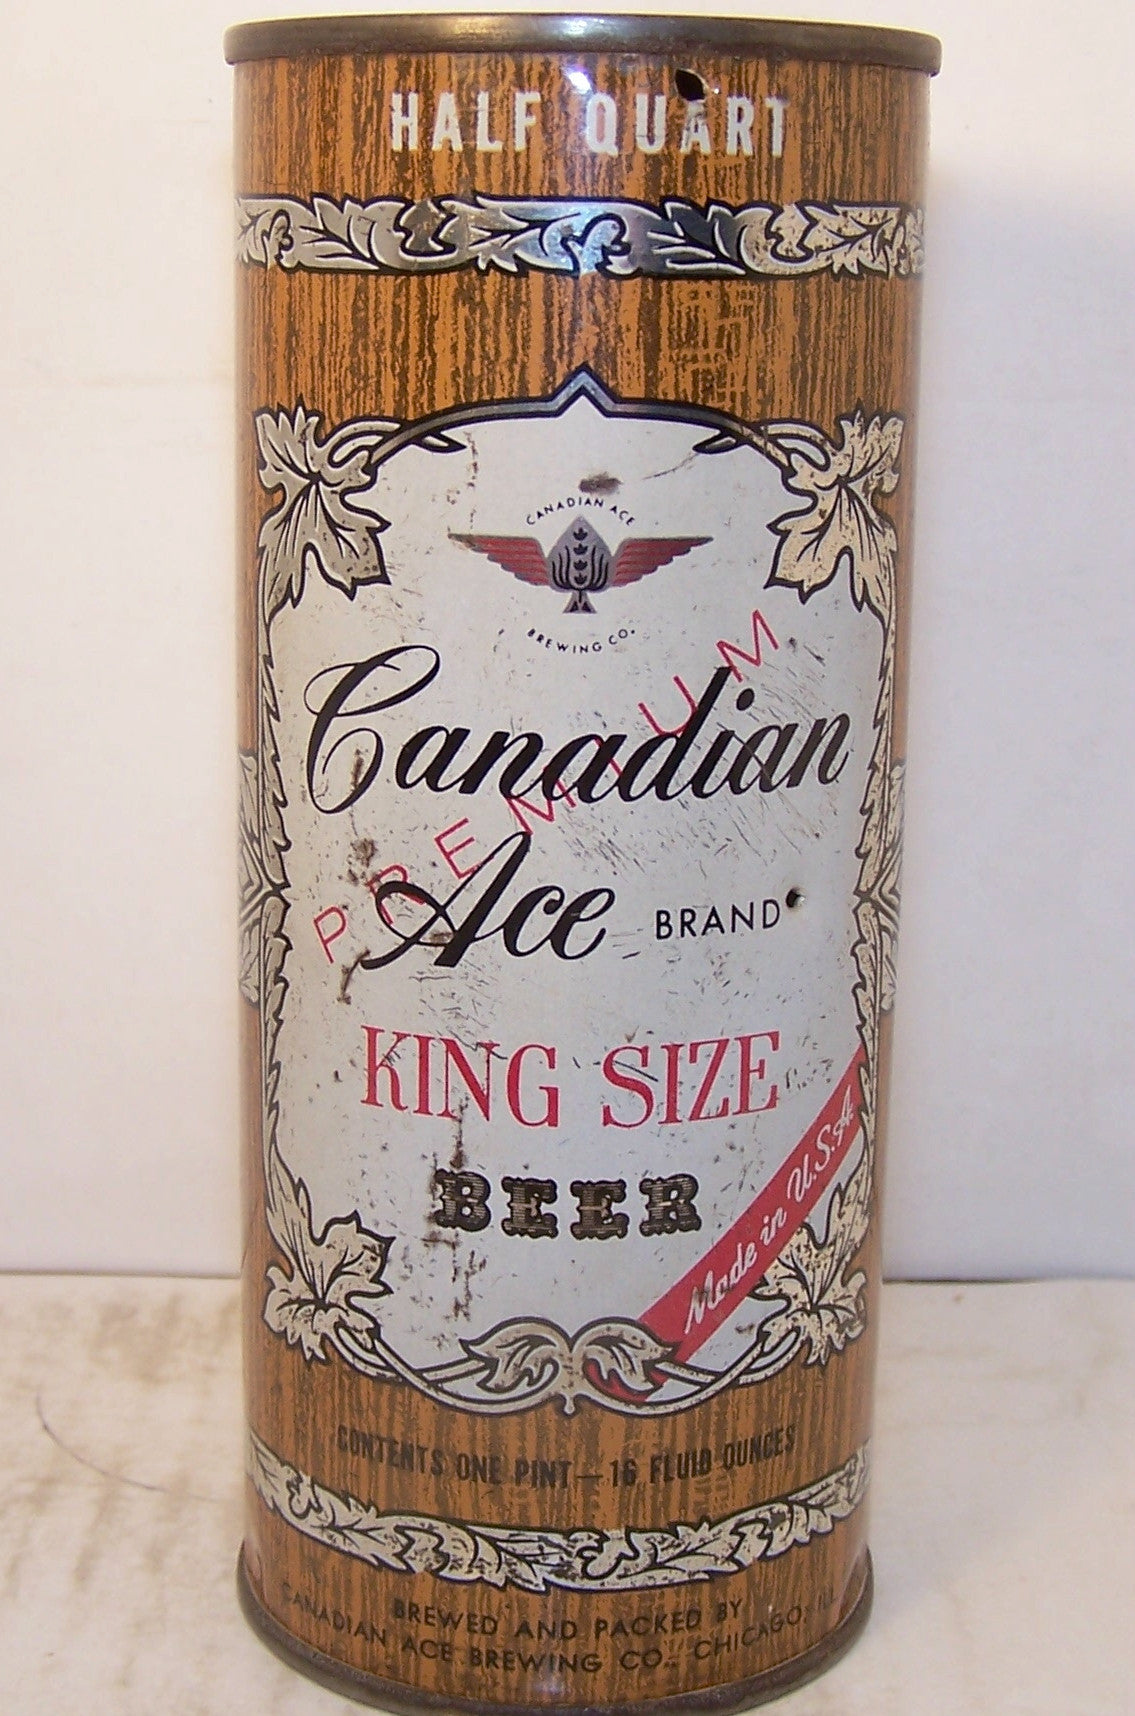 HALF QUART
CANADIAN ACE
BREWING CO.
PREMIUM
Canadian
Ace BRAND
KING SIZE
BEER
Made in U.S.A.
CONTENTS ONE PINT—16 FLUID OUNCES
BREWED AND PACKED BY
CANADIAN ACE BREWING CO., CHICAGO, ILL